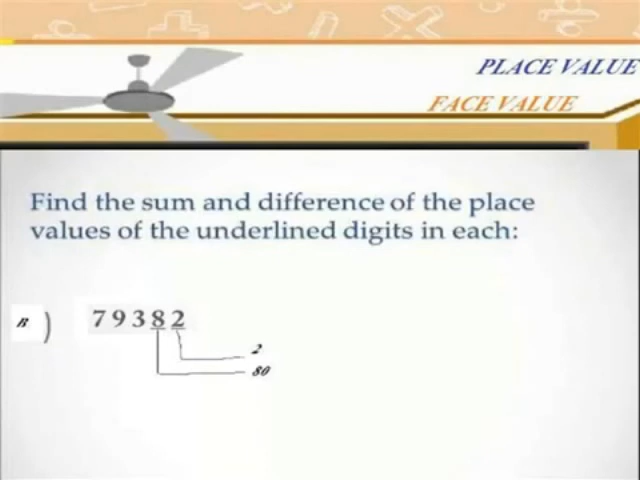 PLACE VALUE
FACE VALUE
Find the sum and difference of the place
values of the underlined digits in each:
B ) 79382
2
80